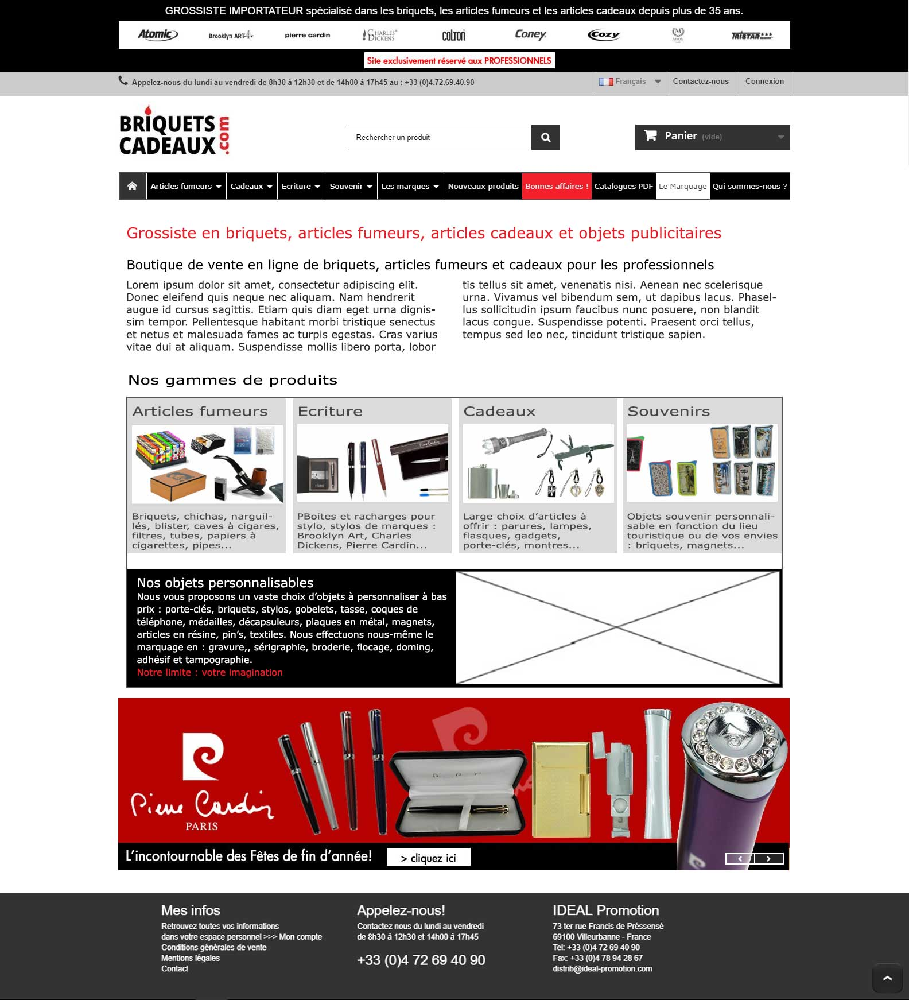 GROSSISTE IMPORTATEUR spécialisé dans les briquets, les articles fumeurs et les articles cadeaux depuis plus de 35 ans.
Atomic Brooklyn ART pierre cardin CHARLES DICKENS COLTON Coney. Cozy MYON TRISTAR
Site exclusivement réservé aux PROFESSIONNELS
Appelez-nous du lundi au vendredi de 8h30 à 12h30 et de 14h00 à 17h45 au : +33 (0)4.72.69.40.90
Français Contactez-nous Connexion
BRIQUETS
CADEAUX
.com
Rechercher un produit
Panier (vide)
Articles fumeurs Cadeaux Ecriture Souvenir Les marques Nouveaux produits Bonnes affaires ! Catalogues PDF Le Marquage Qui sommes-nous ?
Grossiste en briquets, articles fumeurs, articles cadeaux et objets publicitaires
Boutique de vente en ligne de briquets, articles fumeurs et cadeaux pour les professionnels
Lorem ipsum dolor sit amet, consectetur adipiscing elit.
Donec eleifend quis neque nec aliquam. Nam hendrerit
augue id cursus sagittis. Etiam quis diam eget urna dignis-
sim tempor. Pellentesque habitant morbi tristique senectus
et netus et malesuada fames ac turpis egestas. Cras varius
vitae dui at aliquam. Suspendisse mollis libero porta, lobor
tis tellus sit amet, venenatis nisi. Aenean nec scelerisque
urna. Vivamus vel bibendum sem, ut dapibus lacus. Phasel-
lus sollicitudin ipsum faucibus nunc posuere, non blandit
lacus congue. Suspendisse potenti. Praesent orci tellus,
tempus sed leo nec, tincidunt tristique sapien.
Nos gammes de produits
Articles fumeurs
250
Briquets, chichas, narguil-
lés, blister, caves à cigares,
filtres, tubes, papiers à
cigarettes, pipes...
Ecriture
Pierre Cardin
PBoites et racharges pour
stylo, stylos de marques :
Brooklyn Art, Charles
Dickens, Pierre Cardin...
Cadeaux
Large choix d'articles à
offrir : parures, lampes,
flasques, gadgets,
porte-clés, montres...
Souvenirs
Objets souvenir personnali-
sable en fonction du lieu
touristique ou de vos envies
: briquets, magnets...
Nos objets personnalisables
Nous vous proposons un vaste choix d'objets à personnaliser à bas
prix : porte-clés, briquets, stylos, gobelets, tasse, coques de
téléphone, médailles, décapsuleurs, plaques en métal, magnets,
articles en résine, pin's, textiles. Nous effectuons nous-même le
marquage en : gravure,, sérigraphie, broderie, flocage, doming,
adhésif et tampographie.
Notre limite : votre imagination
Pierre Cardin
PARIS
Pierre Cardin
L'incontournable des Fêtes de fin d'année!
> cliquez ici
Mes infos
Retrouvez toutes vos informations
dans votre espace personnel >>> Mon compte
Conditions générales de vente
Mentions légales
Contact
Appelez-nous!
Contactez nous du lundi au vendredi
de 8h30 à 12h30 et 14h00 à 17h45
+33 (0)4 72 69 40 90
IDEAL Promotion
73 ter rue Francis de Préssensé
69100 Villeurbanne - France
Tel: +33 (0)4 72 69 40 90
Fax: +33 (0)4 78 94 28 67
distrib@ideal-promotion.com